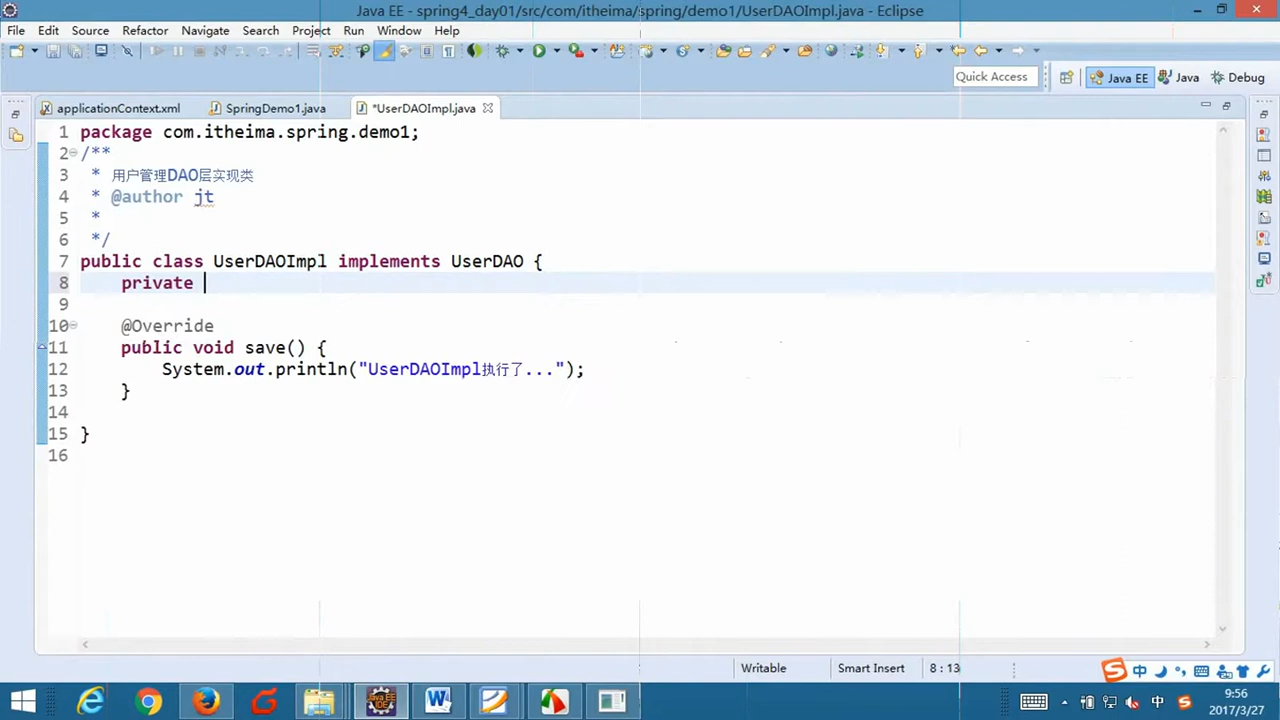 Java EE - spring4_day01/src/com/itheima/spring/demo1/UserDAOImpl.java - Eclipse
File Edit Source Refactor Navigate Search Project Run Window Help
Quick Access Java EE Java Debug
applicationContext.xml SpringDemo1.java *UserDAOImpl.java
1 package com.itheima.spring.demo1;
2 /**
3 * 用户管理DAO层实现类
4 * @author jt
5 *
6 */
7 public class UserDAOImpl implements UserDAO {
8 private
9
10 @Override
11 public void save() {
12 System.out.println("UserDAOImpl执行了...");
13 }
14
15 }
16
Writable Smart Insert 8 : 13 中
中 9:56
2017/3/27